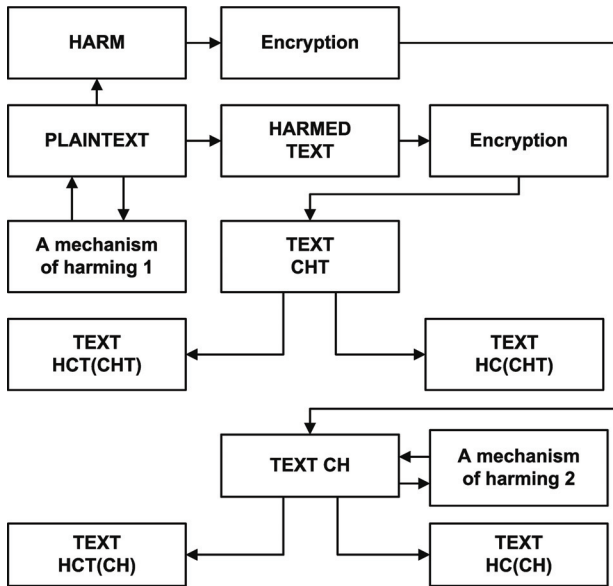 HARM
Encryption
PLAINTEXT
HARMED
TEXT
Encryption
A mechanism
of harming 1
TEXT
CHT
TEXT
HCT(CHT)
TEXT
HC(CHT)
TEXT CH
A mechanism
of harming 2
TEXT
HCT(CH)
TEXT
HC(CH)